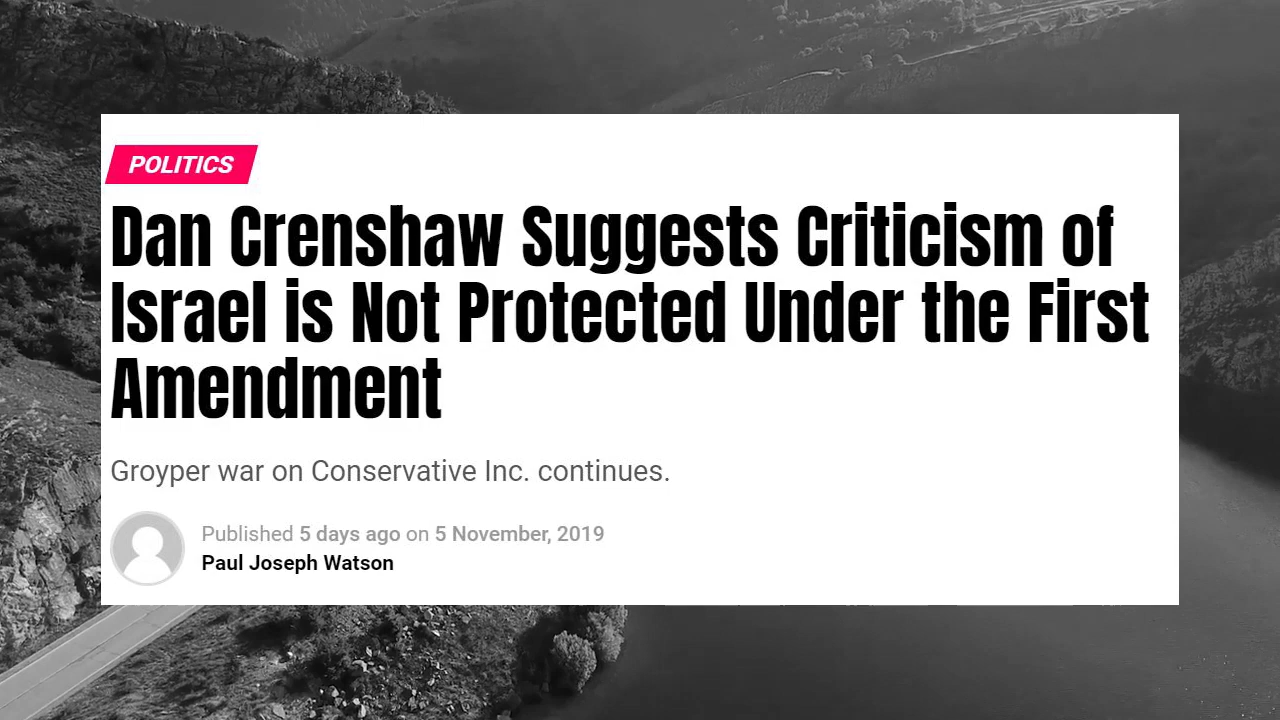 POLITICS
Dan Crenshaw Suggests Criticism of
Israel is Not Protected Under the First
Amendment
Groyper war on Conservative Inc. continues.
Published 5 days ago on 5 November, 2019
Paul Joseph Watson